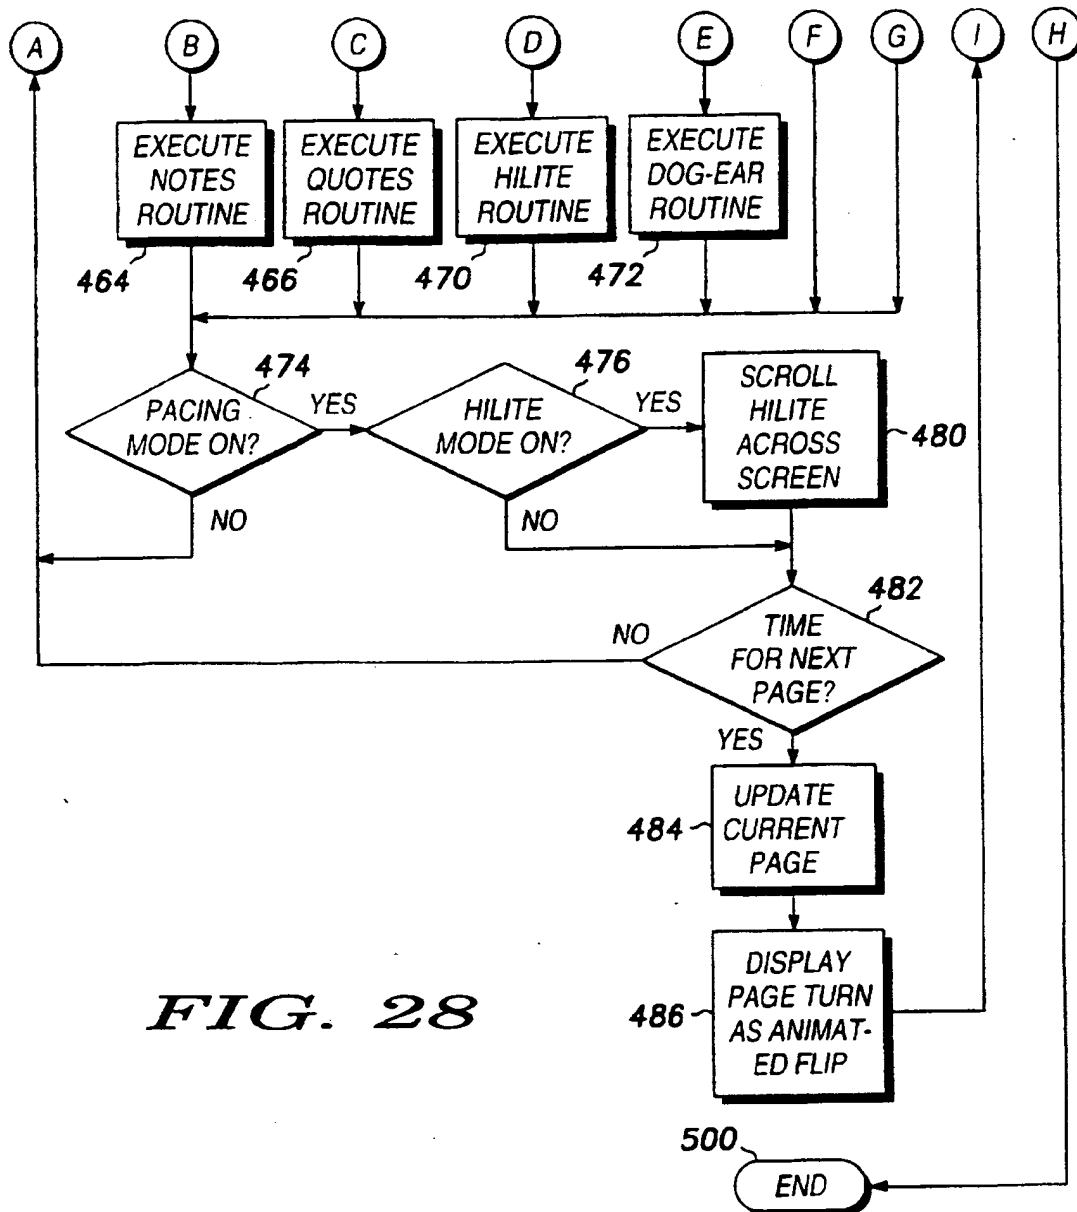 A B C D E F G I H
EXECUTE
NOTES
ROUTINE
464
EXECUTE
QUOTES
ROUTINE
466
EXECUTE
HILITE
ROUTINE
470
EXECUTE
DOG-EAR
ROUTINE
472
474
PACING
MODE ON?
YES
NO
476
HILITE
MODE ON?
YES
NO
SCROLL
HILITE
ACROSS
SCREEN
480
482
TIME
FOR NEXT
PAGE?
NO
YES
484
UPDATE
CURRENT
PAGE
486
DISPLAY
PAGE TURN
AS ANIMAT-
ED FLIP
FIG. 28
500
END